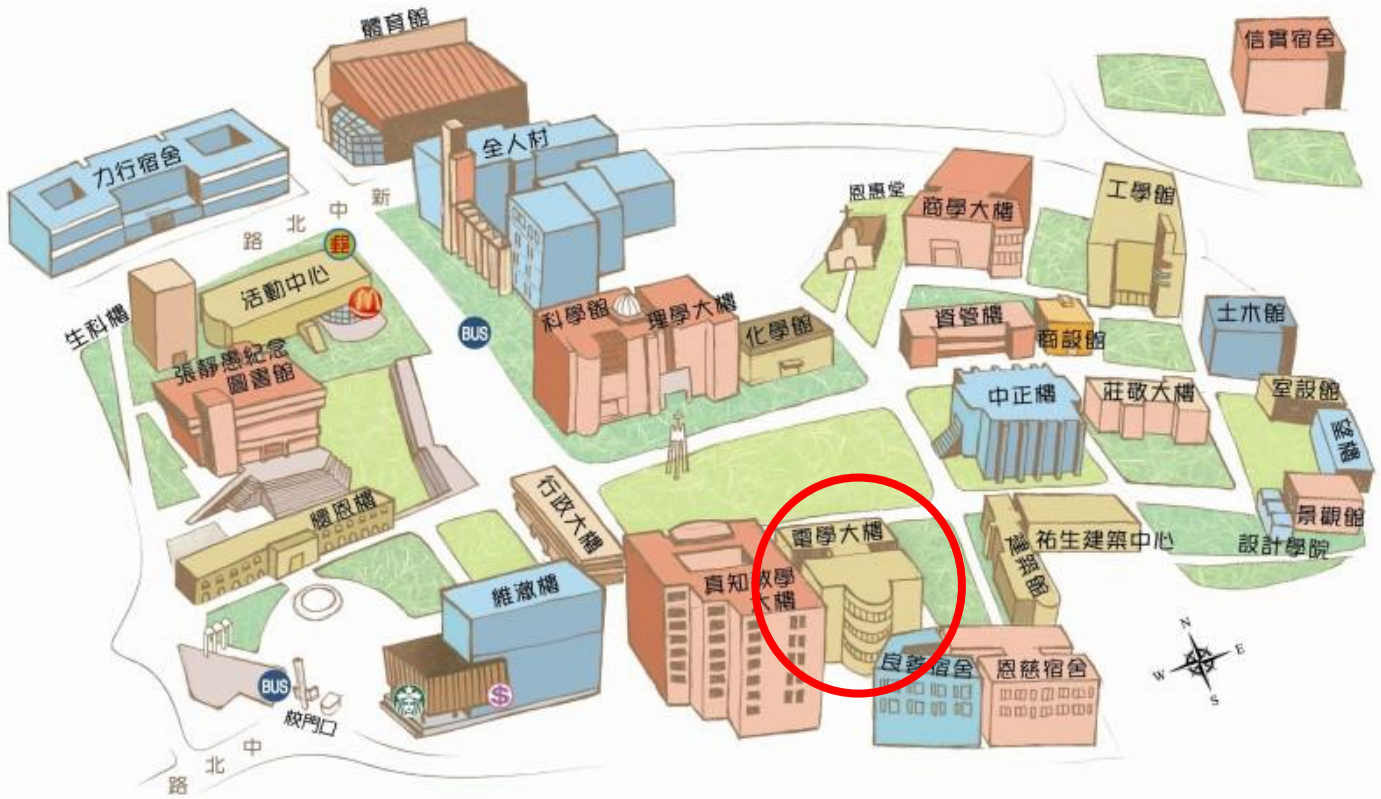 體育館
信實宿舍
全人村
力行宿舍
新中北路
郵
恩惠堂
商學大樓
工學館
活動中心
生科樓
BUS
科學館
理學大樓
化學館
資管樓
商設館
土木館
張靜愚紀念
圖書館
中正樓
莊敬大樓
室設館
行政大樓
電學大樓
景觀館
祐生建築中心
建築館
設計學院
真知教學
大樓
維澈樓
懷恩樓
N
W
E
S
良善宿舍
恩慈宿舍
BUS
$
校門口
中北路